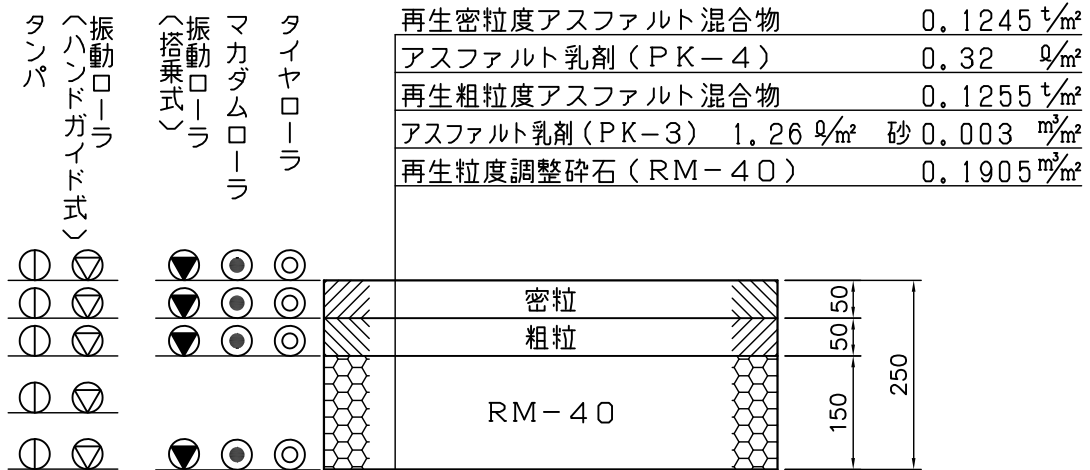 タンパ
振動ローラ
(ハンドガイド式)
振動ローラ
(搭乗式)
マカダムローラ
タイヤローラ
再生密粒度アスファルト混合物 0.1245 t/m²
アスファルト乳剤(PK-4) 0.32 ℓ/m²
再生粗粒度アスファルト混合物 0.1255 t/m²
アスファルト乳剤(PK-3) 1.26 ℓ/m² 砂 0.003 m³/m²
再生粒度調整砕石(RM-40) 0.1905 m³/m²
密粒
粗粒
RM-40
50
50
150
250